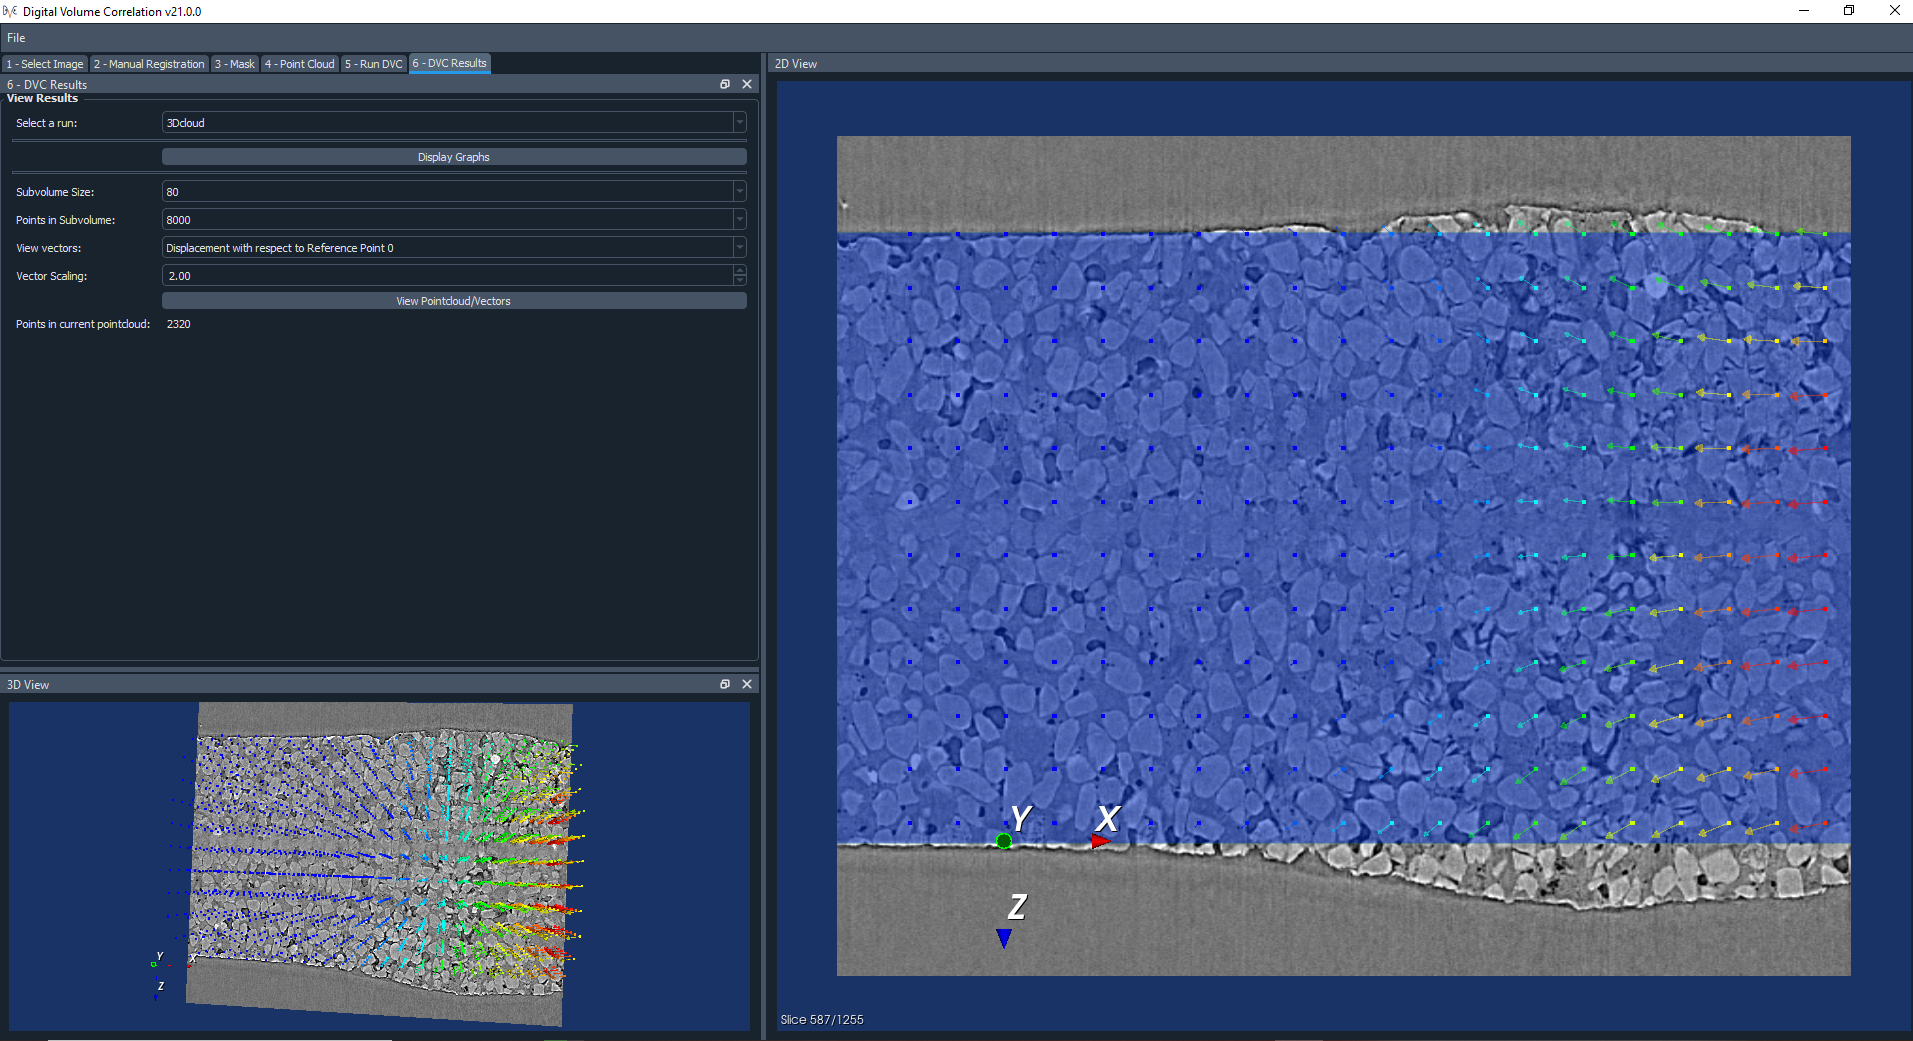 Digital Volume Correlation v21.0.0
File
1 - Select Image
2 - Manual Registration
3 - Mask
4 - Point Cloud
5 - Run DVC
6 - DVC Results
6 - DVC Results
View Results
Select a run:
3Dcloud
Display Graphs
Subvolume Size:
80
Points in Subvolume:
8000
View vectors:
Displacement with respect to Reference Point 0
Vector Scaling:
2.00
View Pointcloud/Vectors
Points in current pointcloud:
2320
3D View
Y
X
Z
2D View
Y
X
Z
Slice 587/1255